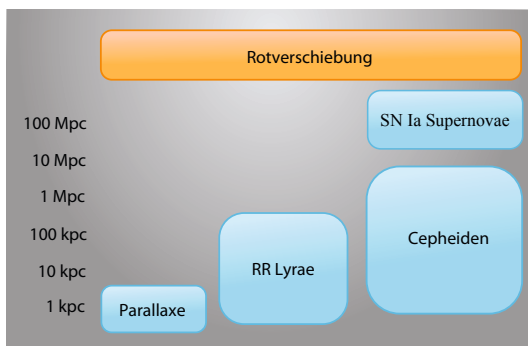 Rotverschiebung
SN Ia Supernovae
100 Mpc
10 Mpc
1 Mpc
100 kpc
10 kpc
1 kpc
Cepheiden
RR Lyrae
Parallaxe